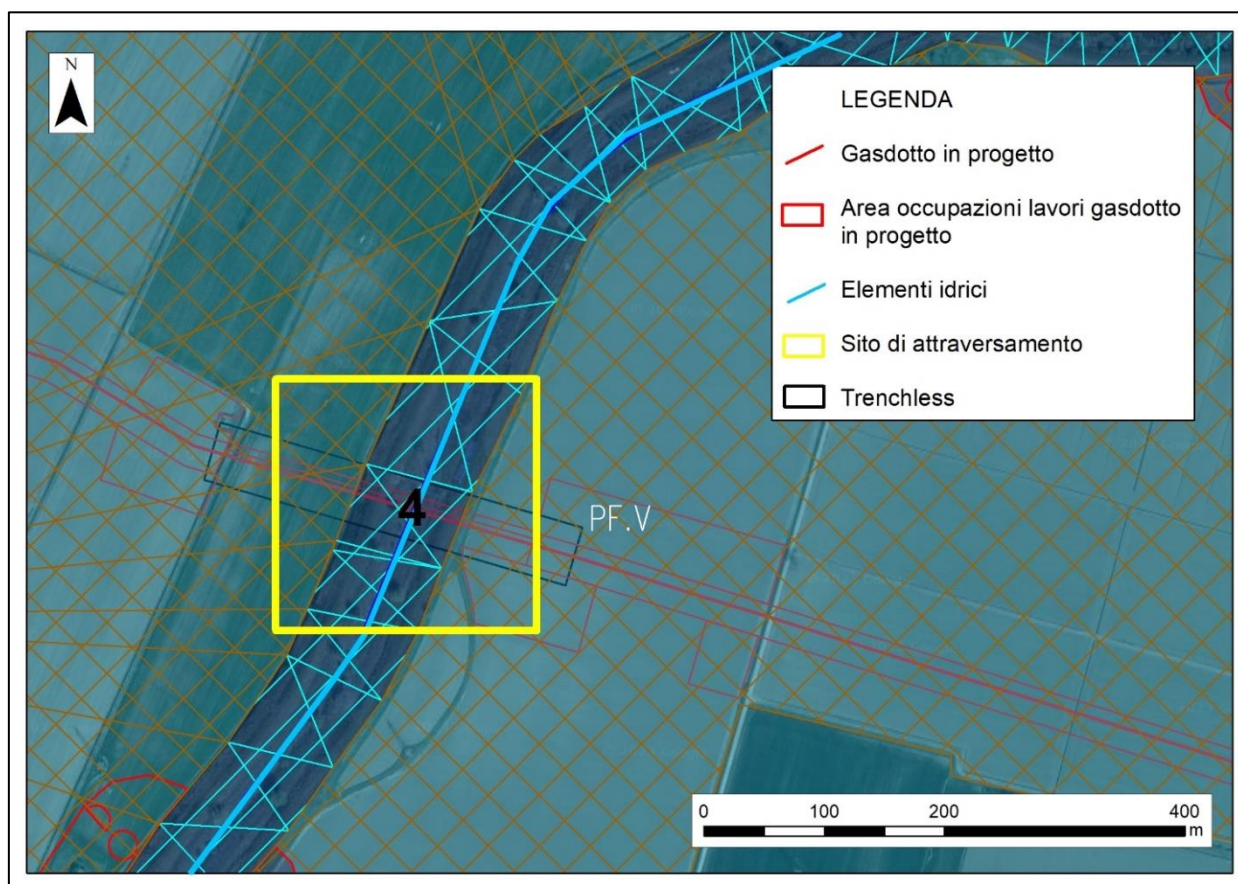 N
LEGENDA
Gasdotto in progetto
Area occupazioni lavori gasdotto
in progetto
Elementi idrici
Sito di attraversamento
Trenchless
4
PF.V
0 100 200 400
m